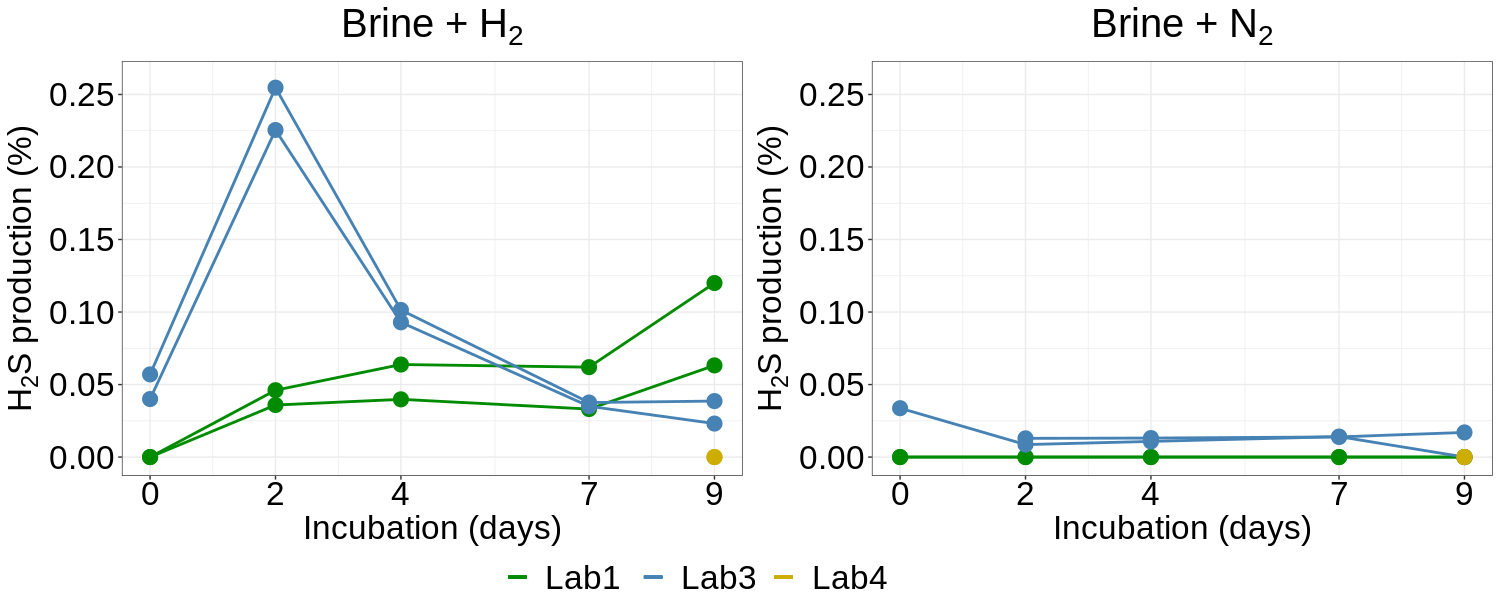 Brine + H₂
0.25
0.20
0.15
0.10
0.05
0.00
H₂S production (%)
0 2 4 7 9
Incubation (days)
Brine + N₂
0.25
0.20
0.15
0.10
0.05
0.00
H₂S production (%)
0 2 4 7 9
Incubation (days)
Lab1 Lab3 Lab4